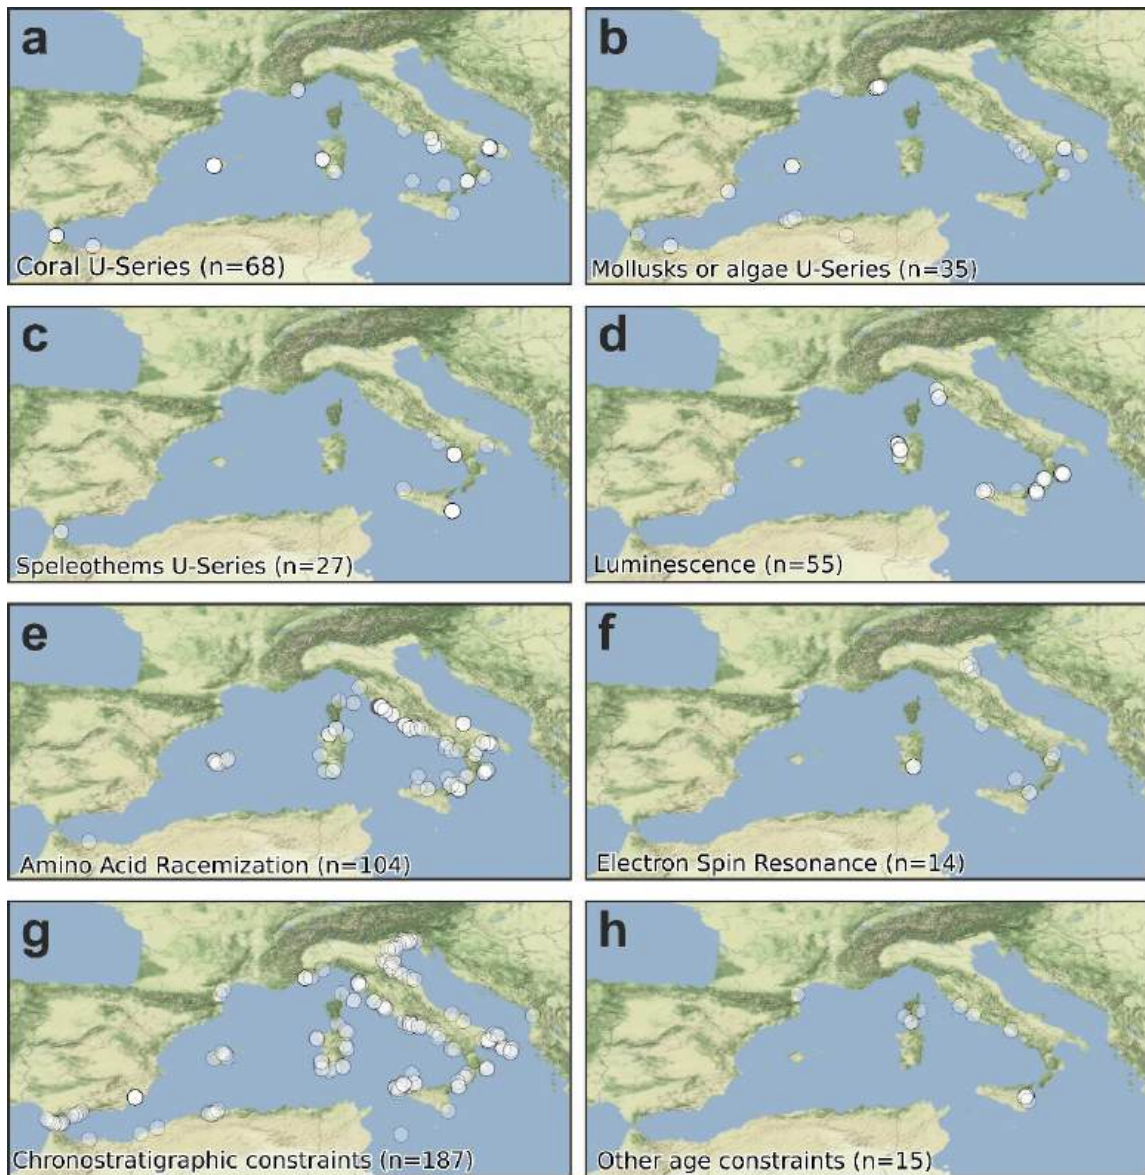 a
Coral U-Series (n=68)
b
Mollusks or algae U-Series (n=35)
c
Speleothems U-Series (n=27)
d
Luminescence (n=55)
e
Amino Acid Racemization (n=104)
f
Electron Spin Resonance (n=14)
g
Chronostratigraphic constraints (n=187)
h
Other age constraints (n=15)